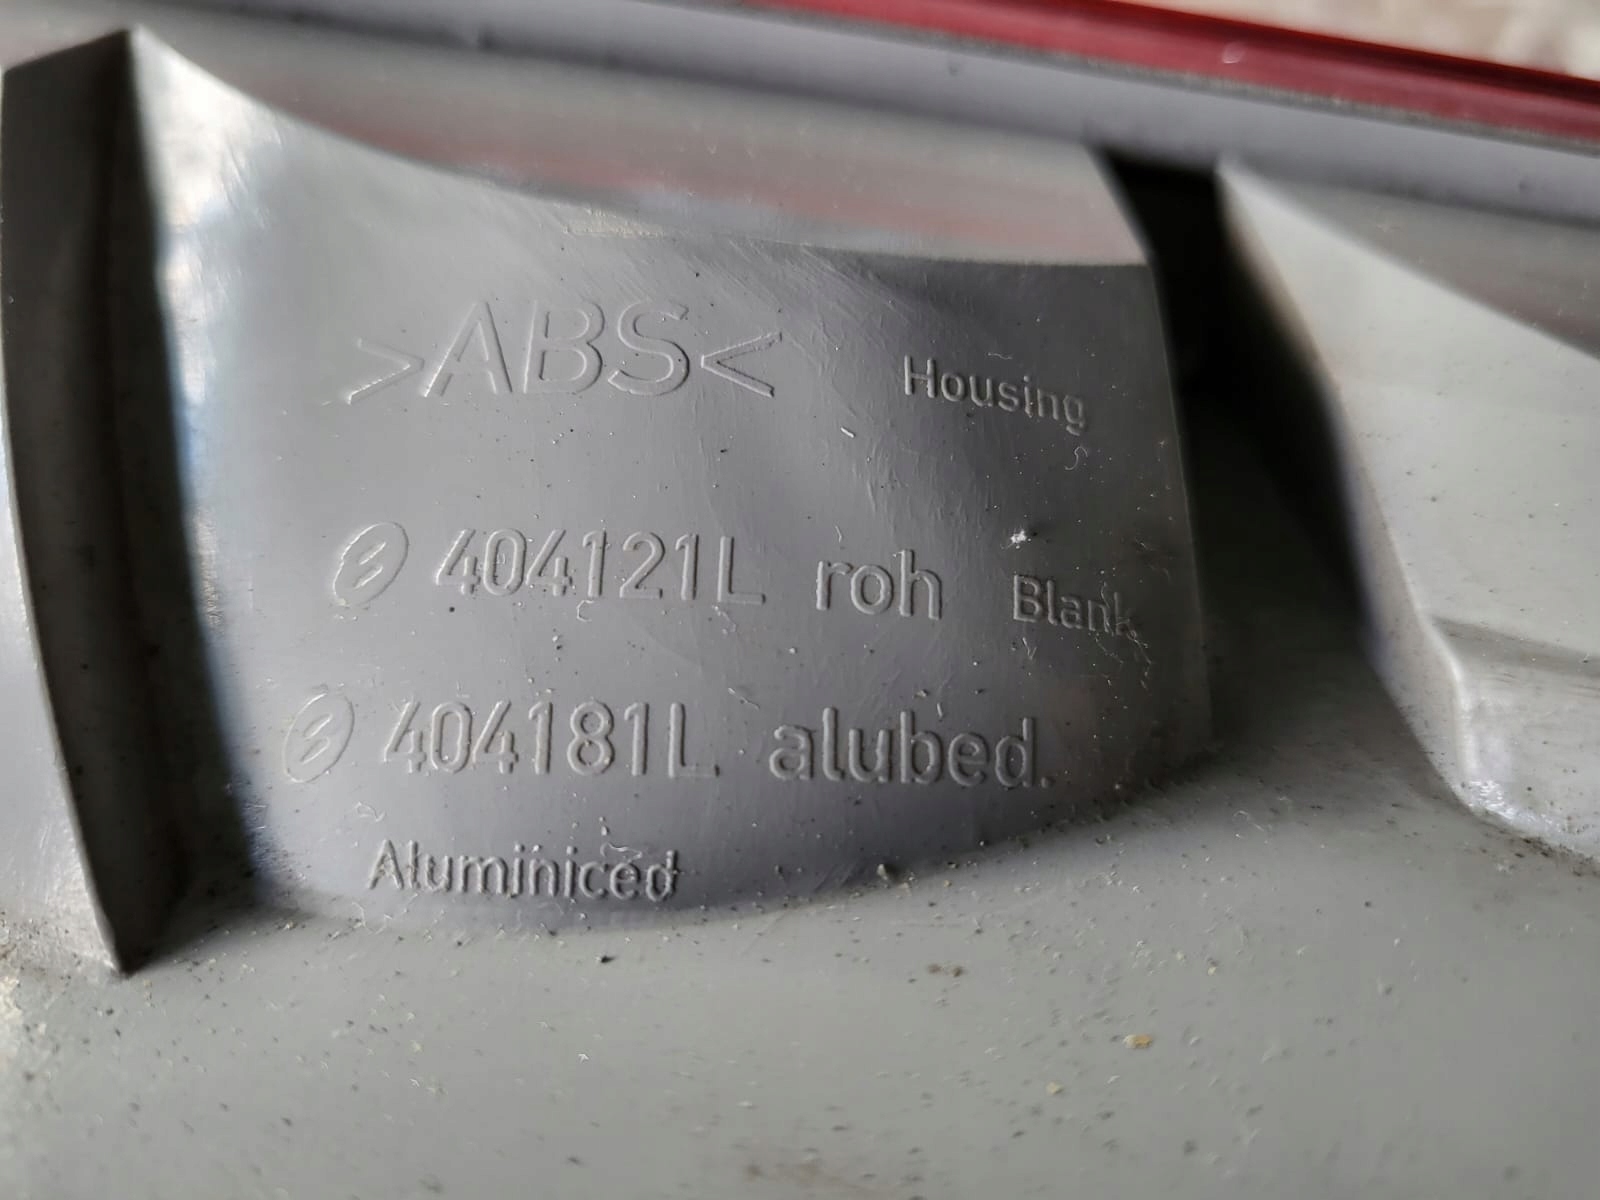 >ABS< Housing
404121L roh Blank
404181L alubed.
Aluminiced